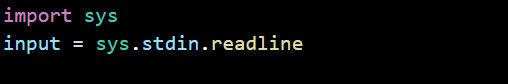 import sys
input = sys.stdin.readline